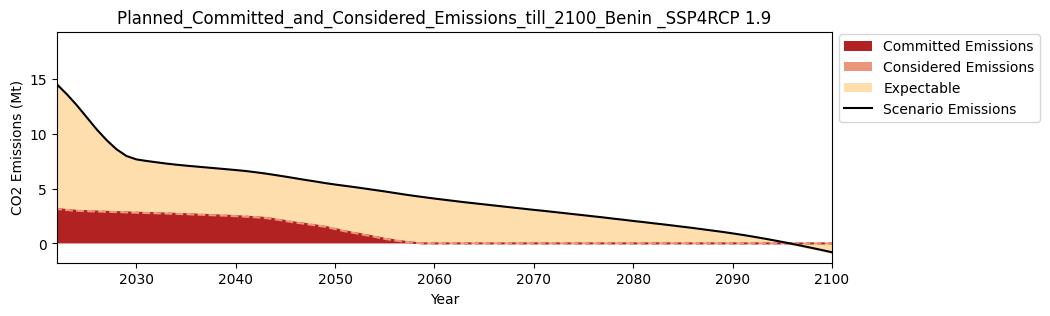 Planned_Committed_and_Considered_Emissions_till_2100_Benin _SSP4RCP 1.9
Committed Emissions
Considered Emissions
Expectable
Scenario Emissions
CO2 Emissions (Mt)
15
10
5
0
2030 2040 2050 2060 2070 2080 2090 2100
Year